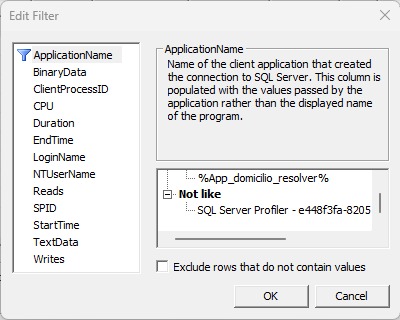 Edit Filter
ApplicationName
BinaryData
ClientProcessID
CPU
Duration
EndTime
LoginName
NTUserName
Reads
SPID
StartTime
TextData
Writes
ApplicationName
Name of the client application that created
the connection to SQL Server. This column is
populated with the values passed by the
application rather than the displayed name
of the program.
%App_domicilio_resolver%
Not like
SQL Server Profiler - e448f3fa-8205
Exclude rows that do not contain values
OK
Cancel